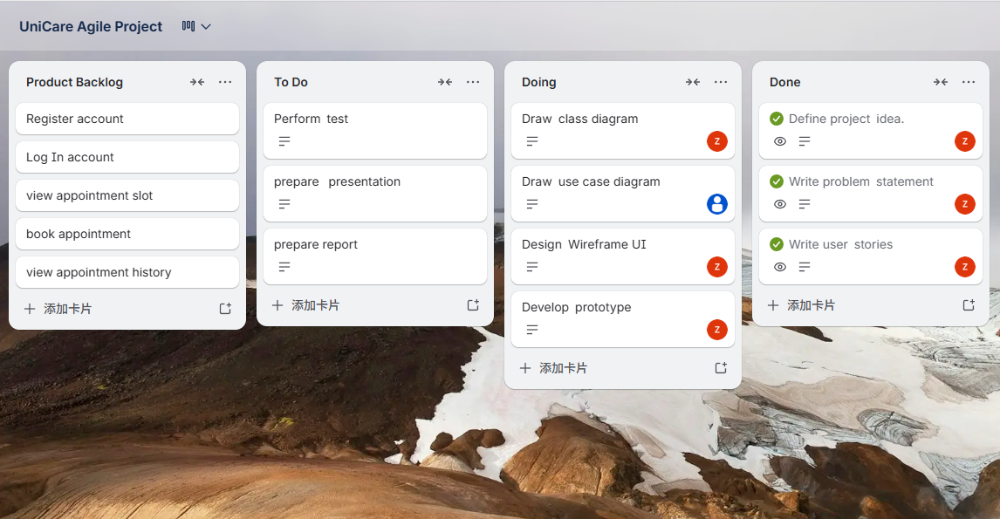 UniCare Agile Project
Product Backlog
Register account
Log In account
view appointment slot
book appointment
view appointment history
添加卡片
To Do
Perform test
prepare presentation
prepare report
添加卡片
Doing
Draw class diagram
Z
Draw use case diagram
Design Wireframe UI
Z
Develop prototype
Z
添加卡片
Done
Define project idea.
Z
Write problem statement
Z
Write user stories
Z
添加卡片